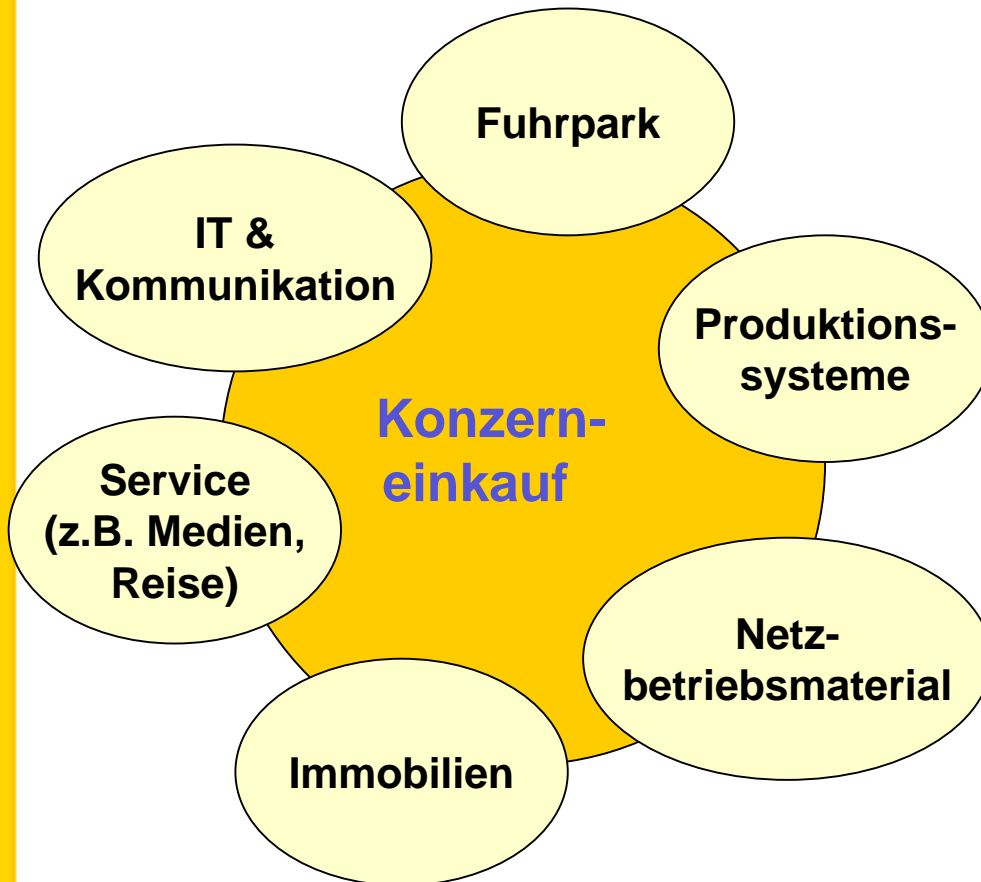 Fuhrpark
IT &
Kommunikation
Produktions-
systeme
Konzern-
einkauf
Service
(z.B. Medien,
Reise)
Netz-
betriebsmaterial
Immobilien